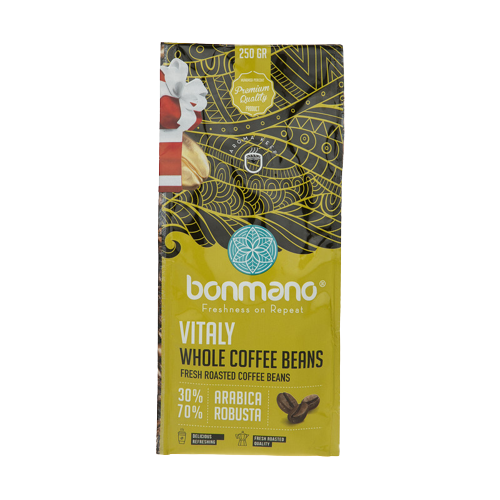 250 GR
Premium
Quality
PRODUCT
bonmano®
Freshness on Repeat
VITALY
WHOLE COFFEE BEANS
FRESH ROASTED COFFEE BEANS
30% ARABICA
70% ROBUSTA
DELICIOUS
REFRESHING
FRESH ROASTED
QUALITY